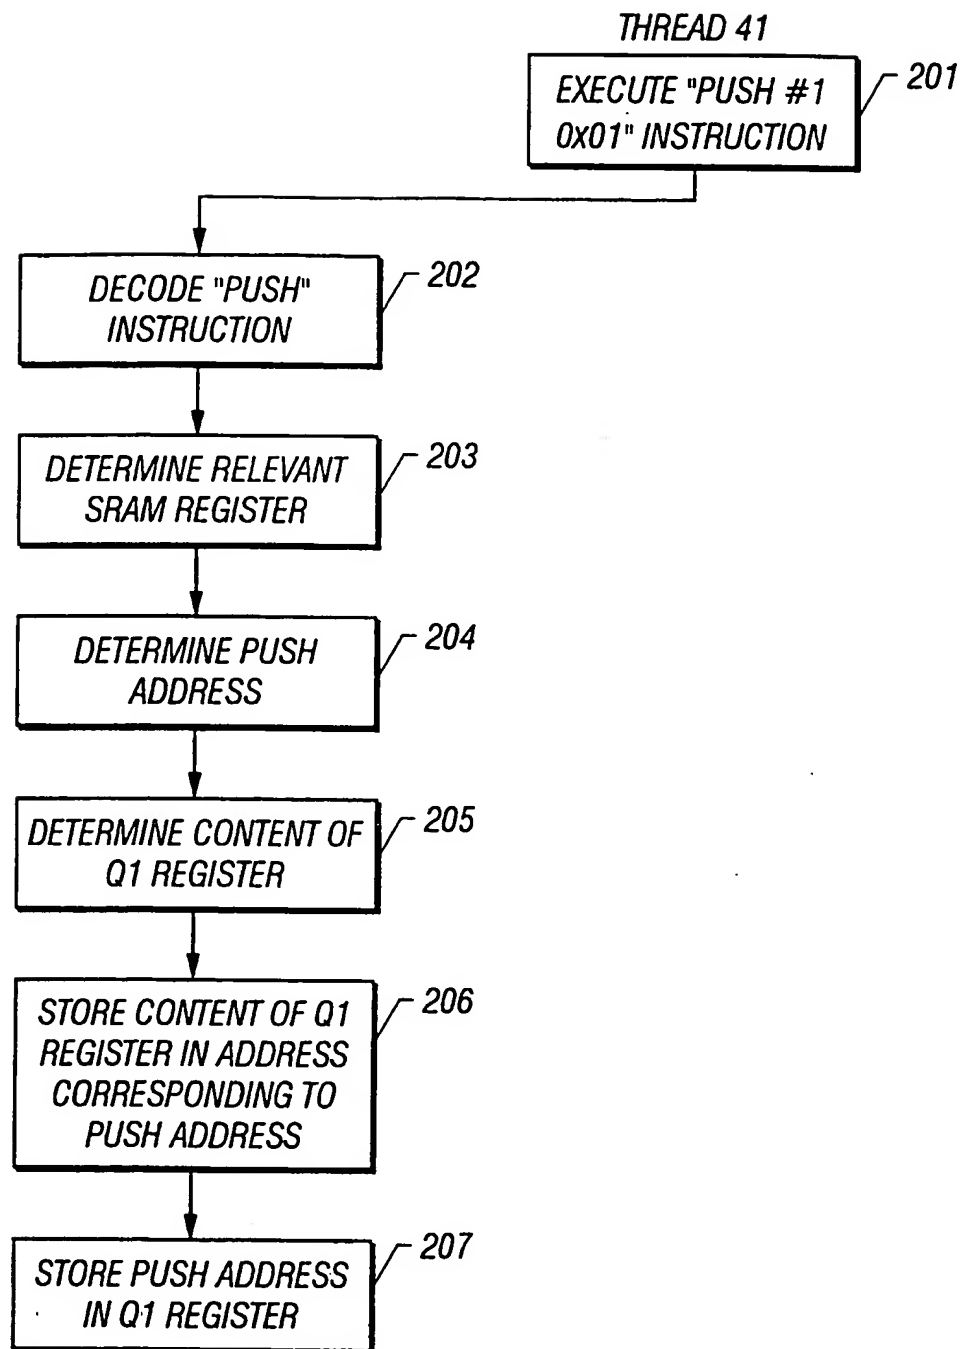 THREAD 41
EXECUTE "PUSH #1
0x01" INSTRUCTION
201
DECODE "PUSH"
INSTRUCTION
202
DETERMINE RELEVANT
SRAM REGISTER
203
DETERMINE PUSH
ADDRESS
204
DETERMINE CONTENT OF
Q1 REGISTER
205
STORE CONTENT OF Q1
REGISTER IN ADDRESS
CORRESPONDING TO
PUSH ADDRESS
206
STORE PUSH ADDRESS
IN Q1 REGISTER
207